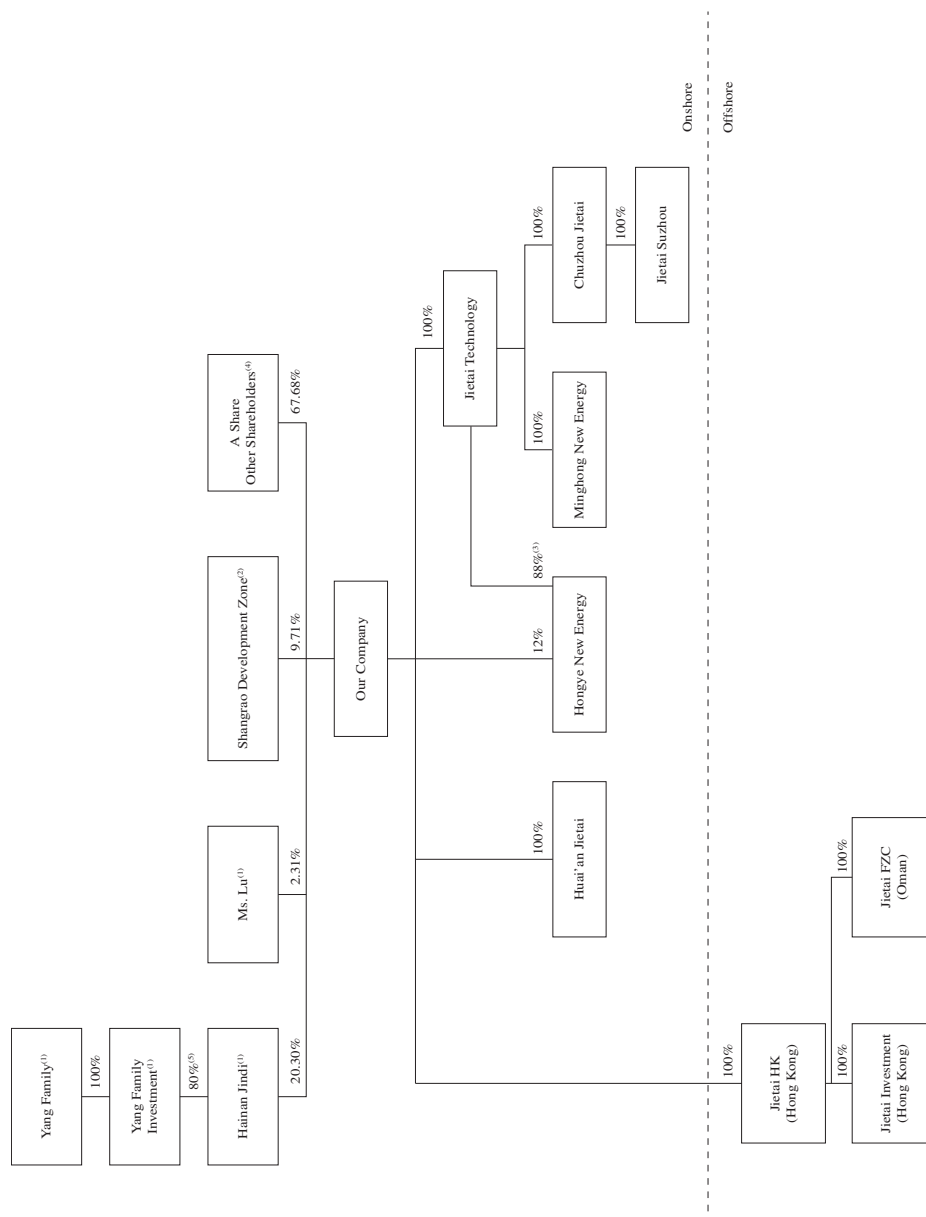 Yang Family(1)
100%
Yang Family
Investment(1)
80%(5)
Hainan Jindi(1)
Ms. Lu(1)
Shangrao Development Zone(2)
A Share
Other Shareholders(4)
20.30%
2.31%
9.71%
67.68%
Our Company
100%
Jietai Technology
100%
12%
88%(3)
100%
100%
Huai’an Jietai
Hongye New Energy
Minghong New Energy
Chuzhou Jietai
100%
Jietai Suzhou
Onshore
Offshore
100%
Jietai HK
(Hong Kong)
100%
100%
Jietai Investment
(Hong Kong)
Jietai FZC
(Oman)